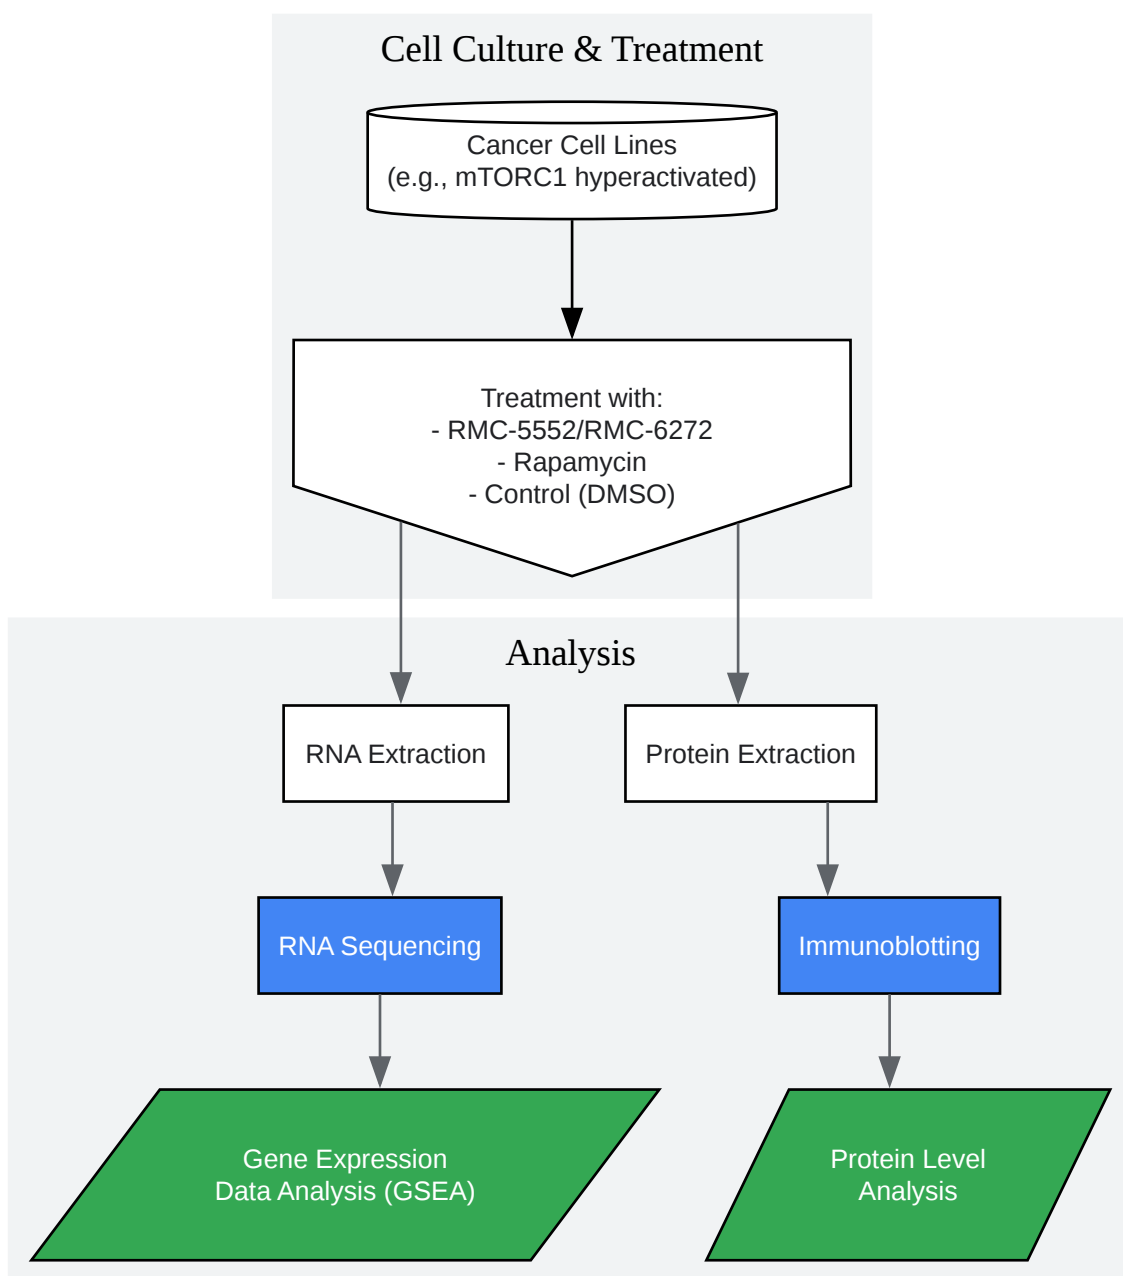 Cell Culture & Treatment
Cancer Cell Lines
(e.g., mTORC1 hyperactivated)
Treatment with:
- RMC-5552/RMC-6272
- Rapamycin
- Control (DMSO)
Analysis
RNA Extraction
Protein Extraction
RNA Sequencing
Immunoblotting
Gene Expression
Data Analysis (GSEA)
Protein Level
Analysis